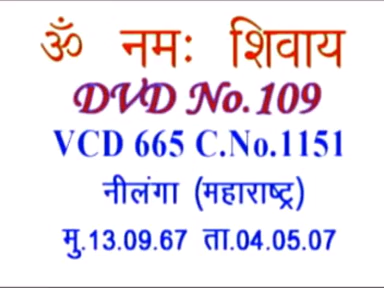 ॐ नमः शिवाय
DVD No.109
VCD 665 C.No.1151
नीलंगा (महाराष्ट्र)
मु.13.09.67 ता.04.05.07